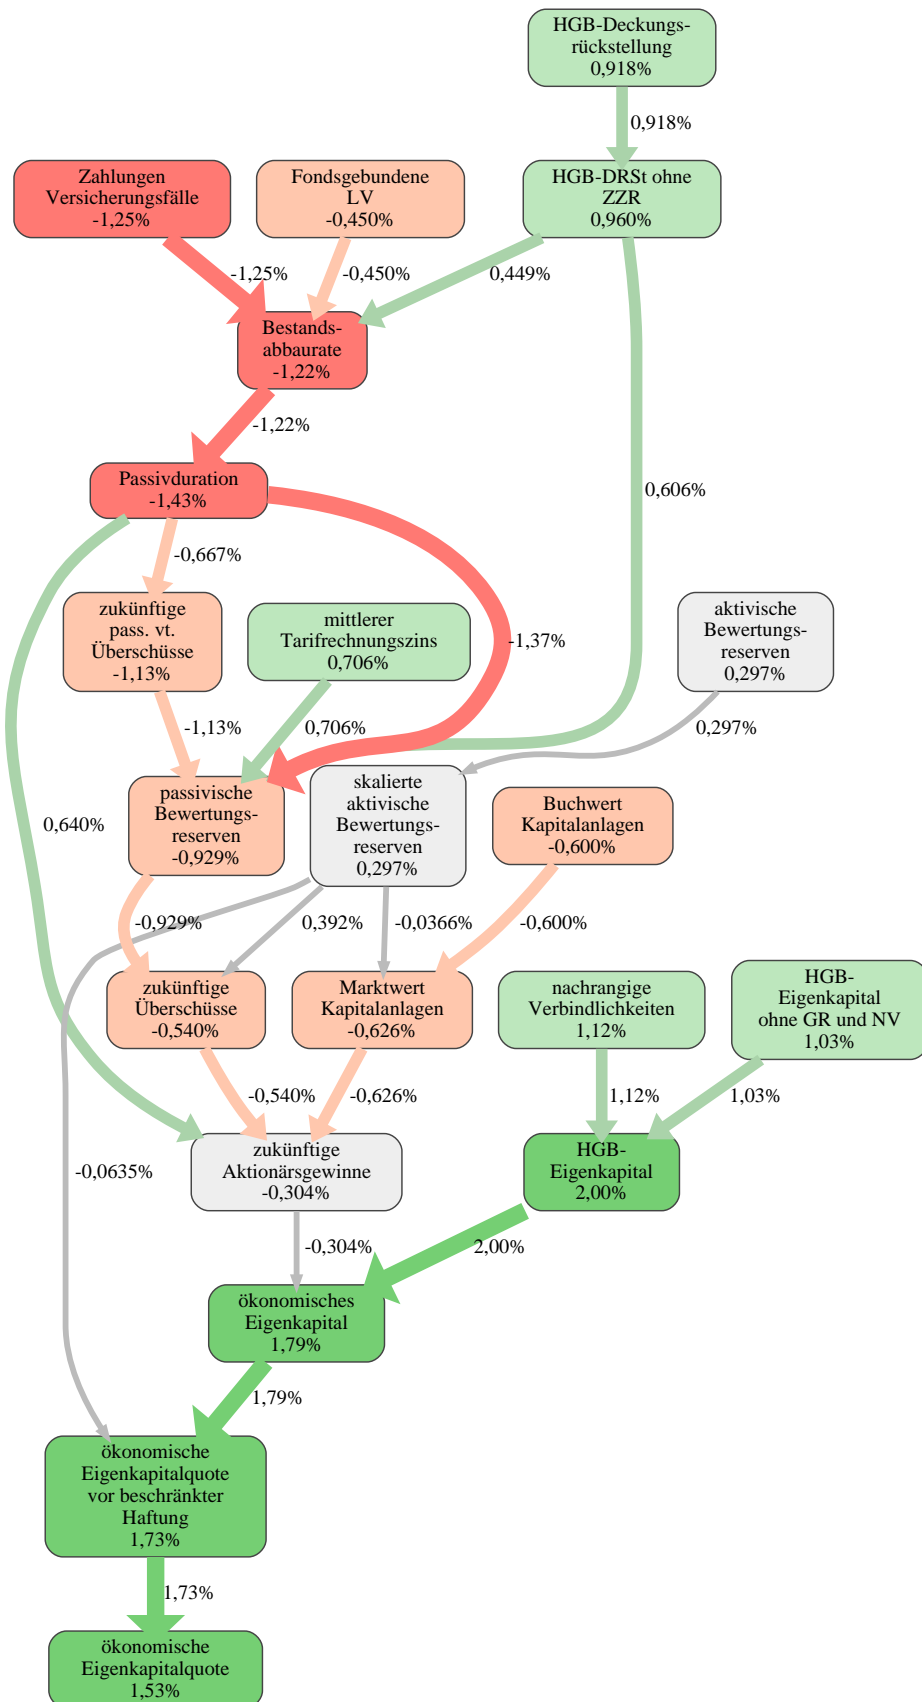 HGB-Deckungs-
rückstellung
0,918%
0,918%
Zahlungen
Versicherungsfälle
-1,25%
Fondsgebundene
LV
-0,450%
HGB-DRSt ohne
ZZR
0,960%
-1,25%
-0,450%
0,449%
Bestands-
abbaurate
-1,22%
-1,22%
Passivduration
-1,43%
0,606%
-0,667%
zukünftige
pass. vt.
Überschüsse
-1,13%
mittlerer
Tarifrechnungszins
0,706%
-1,37%
aktivische
Bewertungs-
reserven
0,297%
-1,13%
0,706%
0,297%
passivische
Bewertungs-
reserven
-0,929%
skalierte
aktivische
Bewertungs-
reserven
0,297%
Buchwert
Kapitalanlagen
-0,600%
0,640%
-0,929%
0,392%
-0,0366%
-0,600%
zukünftige
Überschüsse
-0,540%
Marktwert
Kapitalanlagen
-0,626%
nachrangige
Verbindlichkeiten
1,12%
HGB-
Eigenkapital
ohne GR und NV
1,03%
-0,540%
-0,626%
1,12%
1,03%
-0,0635%
zukünftige
Aktionärsgewinne
-0,304%
HGB-
Eigenkapital
2,00%
-0,304%
2,00%
ökonomisches
Eigenkapital
1,79%
1,79%
ökonomische
Eigenkapitalquote
vor beschränkter
Haftung
1,73%
1,73%
ökonomische
Eigenkapitalquote
1,53%